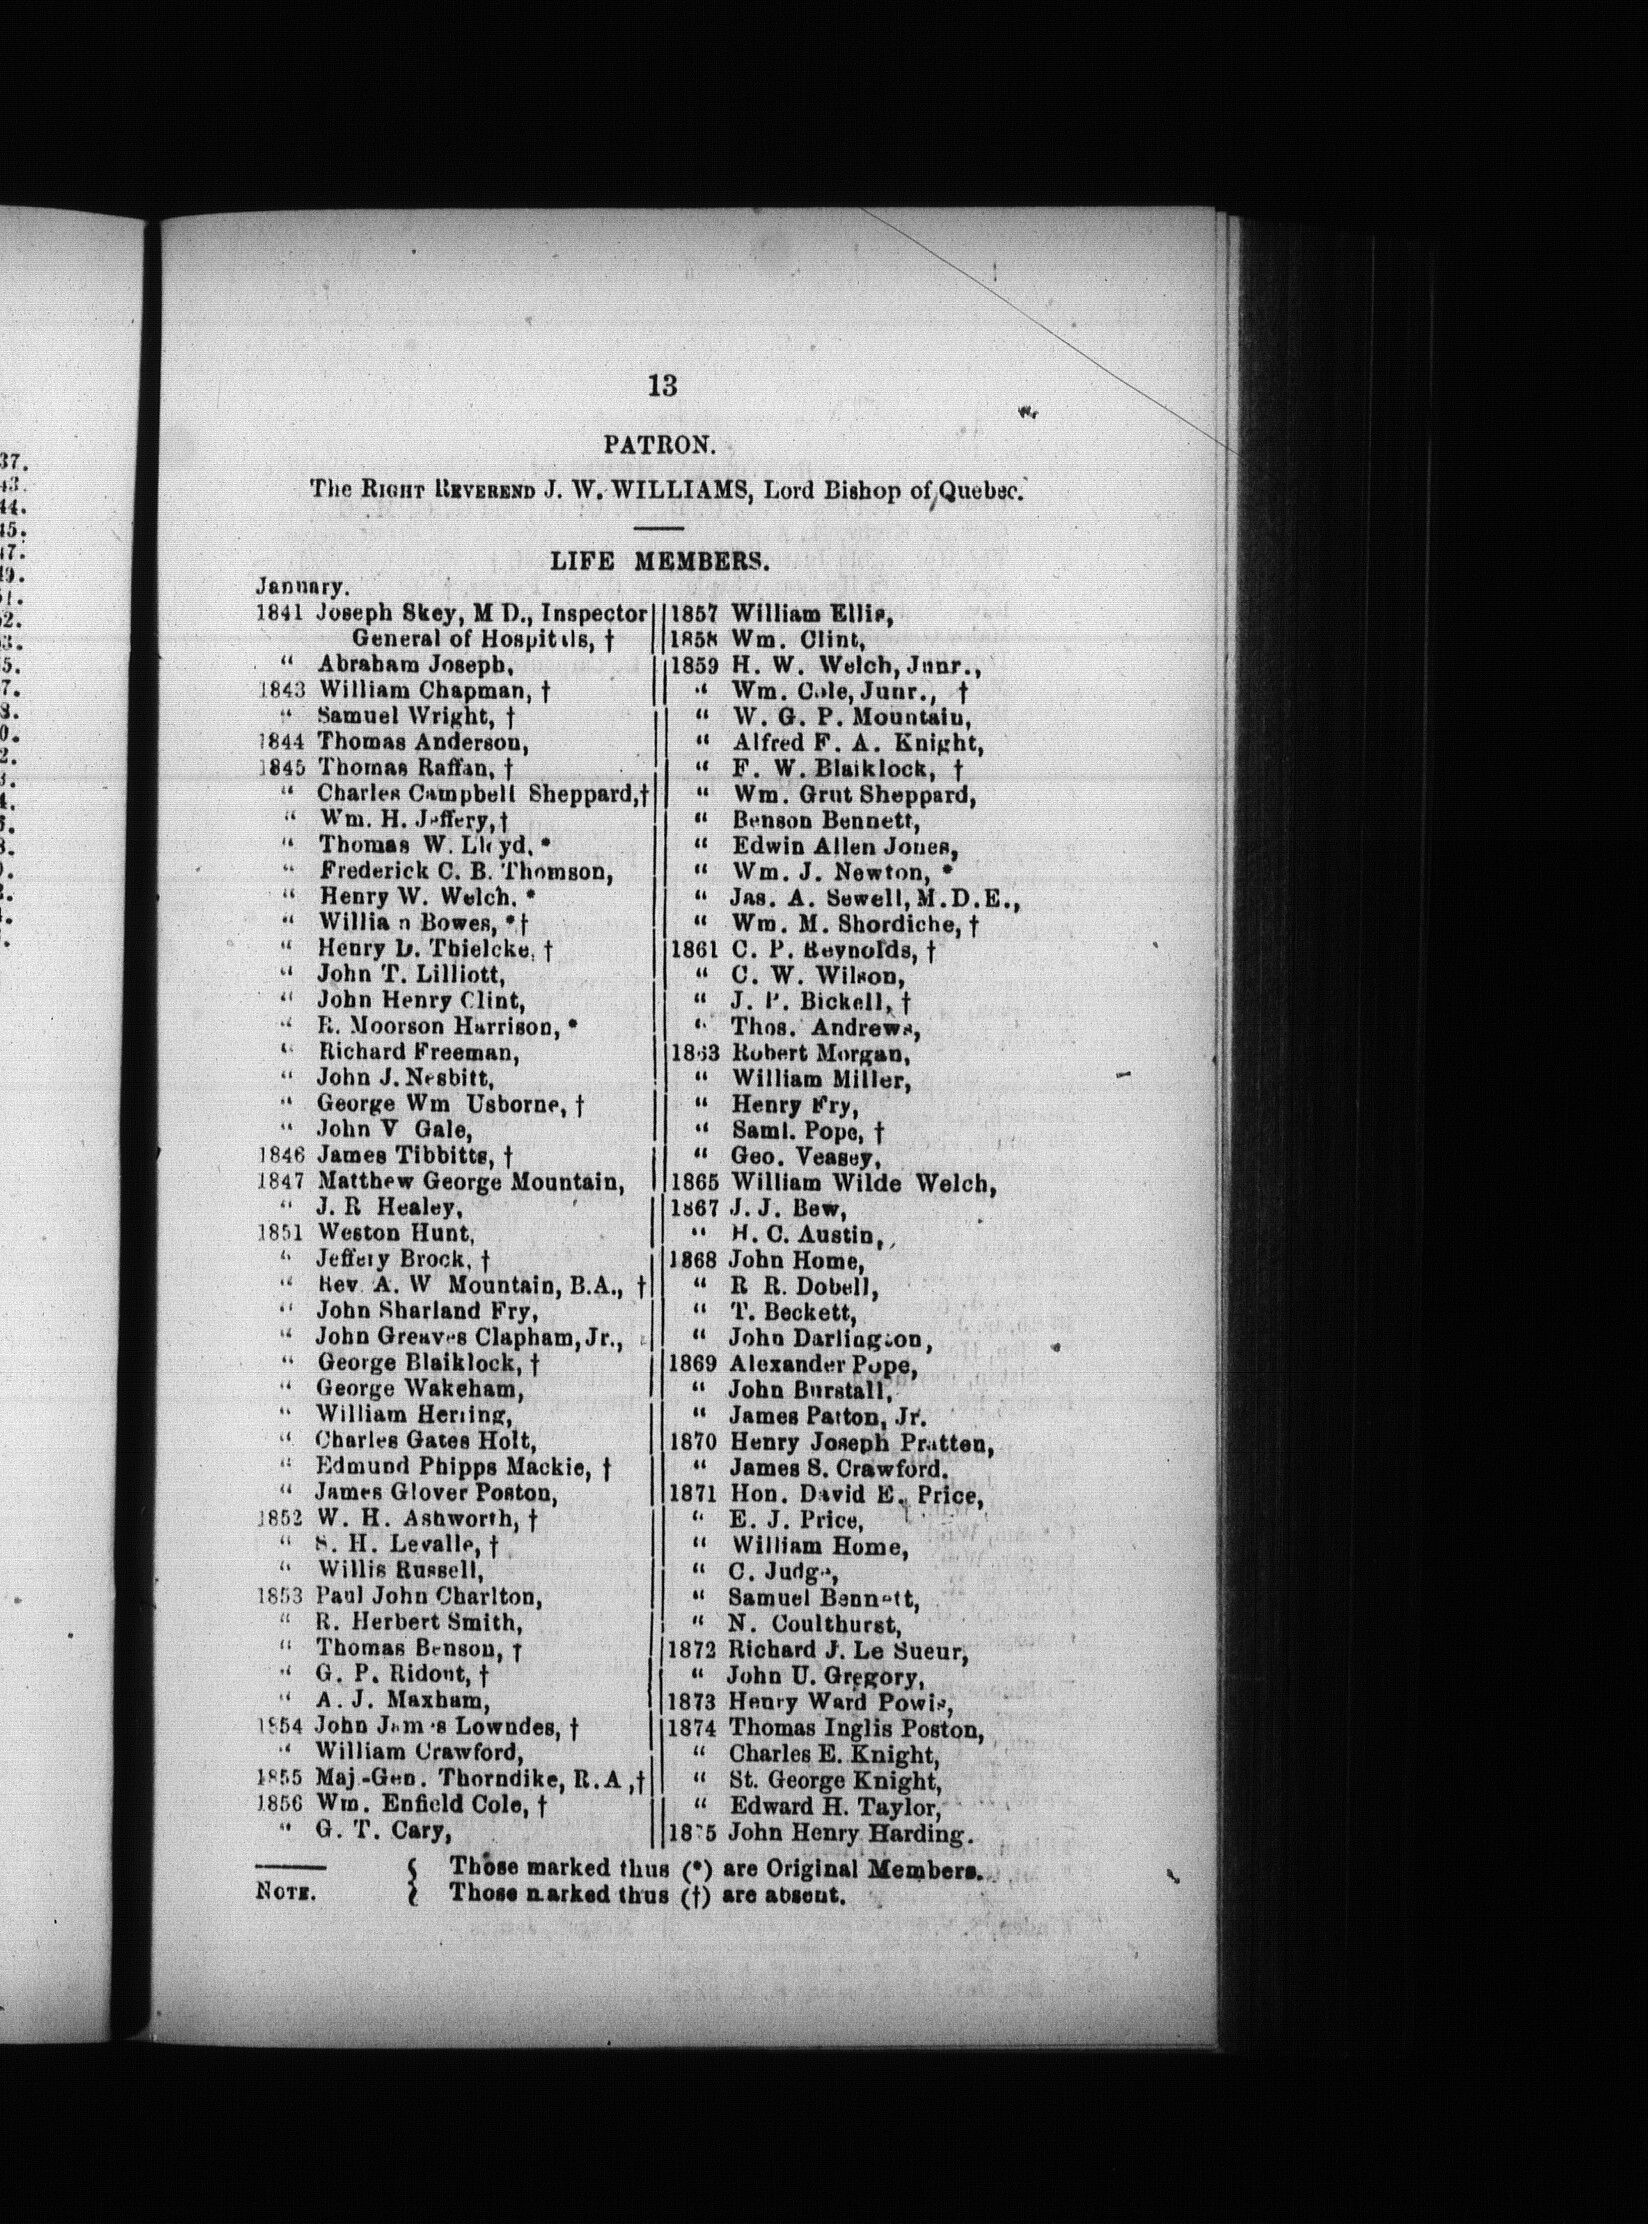 13
PATRON.
The RIGHT REVEREND J. W. WILLIAMS, Lord Bishop of Quebec.
LIFE MEMBERS.
January.
1841 Joseph Skey, M D., Inspector
General of Hospitals, †
“ Abraham Joseph,
1843 William Chapman, †
“ Samuel Wright, †
1844 Thomas Anderson,
1845 Thomas Raffan, †
“ Charles Campbell Sheppard,†
“ Wm. H. Jeffery,†
“ Thomas W. Lloyd, *
“ Frederick C. B. Thomson,
“ Henry W. Welch, *
“ William Bowes, *†
“ Henry D. Thielcke, †
“ John T. Lilliott,
“ John Henry Clint,
“ R. Moorson Harrison, *
“ Richard Freeman,
“ John J. Nesbitt,
“ George Wm Usborne, †
“ John V Gale,
1846 James Tibbitts, †
1847 Matthew George Mountain,
“ J. R Healey,
1851 Weston Hunt,
“ Jeffery Brock, †
“ Rev. A. W Mountain, B.A., †
“ John Sharland Fry,
“ John Greaves Clapham, Jr.,
“ George Blaiklock, †
“ George Wakeham,
“ William Herring,
“ Charles Gates Holt,
“ Edmund Phipps Mackie, †
“ James Glover Poston,
1852 W. H. Ashworth, †
“ S. H. Levalle, †
“ Willis Russell,
1853 Paul John Charlton,
“ R. Herbert Smith,
“ Thomas Benson, †
“ G. P. Ridout, †
“ A. J. Maxham,
1854 John James Lowndes, †
“ William Crawford,
1855 Maj-Gen. Thorndike, R.A,†
1856 Wm. Enfield Cole, †
“ G. T. Cary,
1857 William Ellis,
1858 Wm. Clint,
1859 H. W. Welch, Junr.,
“ Wm. Cole, Junr., †
“ W. G. P. Mountain,
“ Alfred F. A. Knight,
“ F. W. Blaiklock, †
“ Wm. Grut Sheppard,
“ Benson Bennett,
“ Edwin Allen Jones,
“ Wm. J. Newton, *
“ Jas. A. Sewell, M.D.E.,
“ Wm. M. Shordiche, †
1861 C. P. Reynolds, †
“ C. W. Wilson,
“ J. P. Bickell, †
“ Thos. Andrews,
1863 Robert Morgan,
“ William Miller,
“ Henry Fry,
“ Saml. Pope, †
“ Geo. Veasey,
1865 William Wilde Welch,
1867 J. J. Bew,
“ H. C. Austin,
1868 John Home,
“ R R. Dobell,
“ T. Beckett,
“ John Darlington,
1869 Alexander Pope,
“ John Burstall,
“ James Patton, Jr.
1870 Henry Joseph Pratten,
“ James S. Crawford.
1871 Hon. David E. Price,
“ E. J. Price,
“ William Home,
“ C. Judge,
“ Samuel Bennett,
“ N. Coulthurst,
1872 Richard J. Le Sueur,
“ John U. Gregory,
1873 Henry Ward Powis,
1874 Thomas Inglis Poston,
“ Charles E. Knight,
“ St. George Knight,
“ Edward H. Taylor,
1875 John Henry Harding.
NOTE. { Those marked thus (*) are Original Members.
Those marked thus (†) are absent.